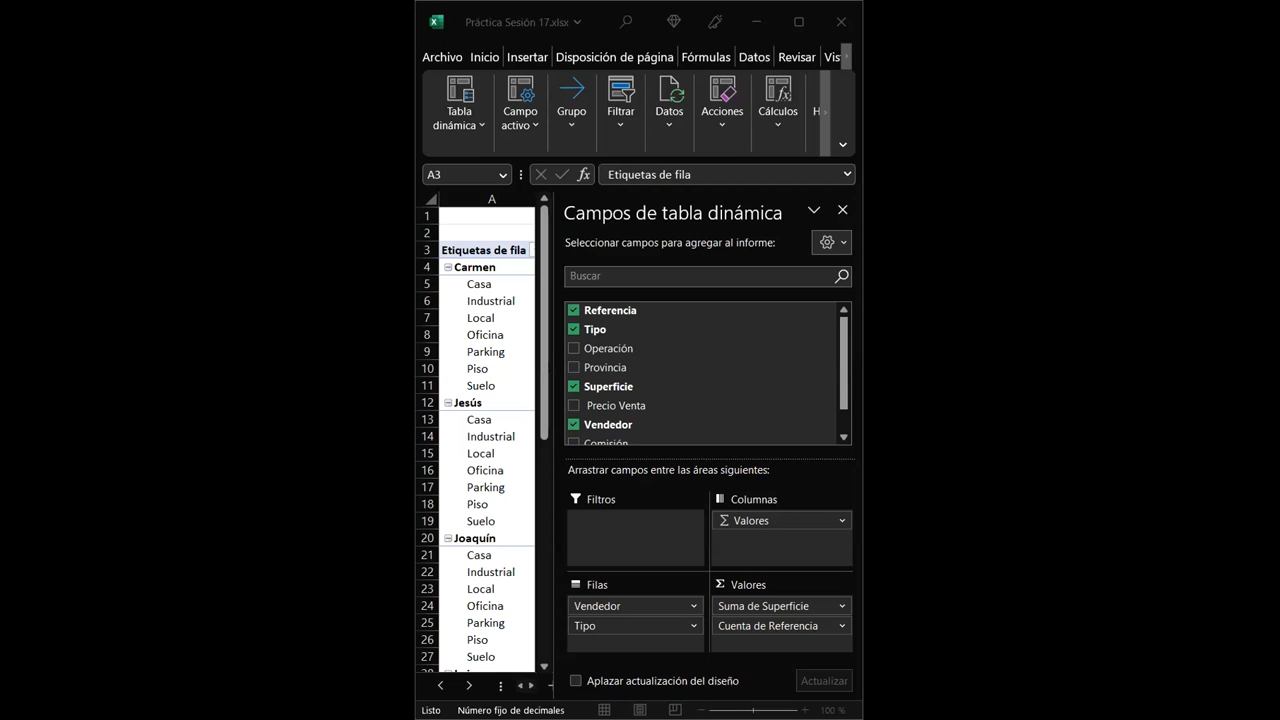 Práctica Sesión 17.xlsx
Archivo Inicio Insertar Disposición de página Fórmulas Datos Revisar Vis
Tabla dinámica Campo activo Grupo Filtrar Datos Acciones Cálculos H
A3 fx Etiquetas de fila
A
1
2
3 Etiquetas de fila
4 Carmen
5 Casa
6 Industrial
7 Local
8 Oficina
9 Parking
10 Piso
11 Suelo
12 Jesús
13 Casa
14 Industrial
15 Local
16 Oficina
17 Parking
18 Piso
19 Suelo
20 Joaquín
21 Casa
22 Industrial
23 Local
24 Oficina
25 Parking
26 Piso
27 Suelo
28
Campos de tabla dinámica
Seleccionar campos para agregar al informe:
Buscar
Referencia
Tipo
Operación
Provincia
Superficie
Precio Venta
Vendedor
Comisión
Arrastrar campos entre las áreas siguientes:
Filtros
Columnas
Σ Valores
Filas
Vendedor
Tipo
Σ Valores
Suma de Superficie
Cuenta de Referencia
Aplazar actualización del diseño Actualizar
Listo Número fijo de decimales 100 %